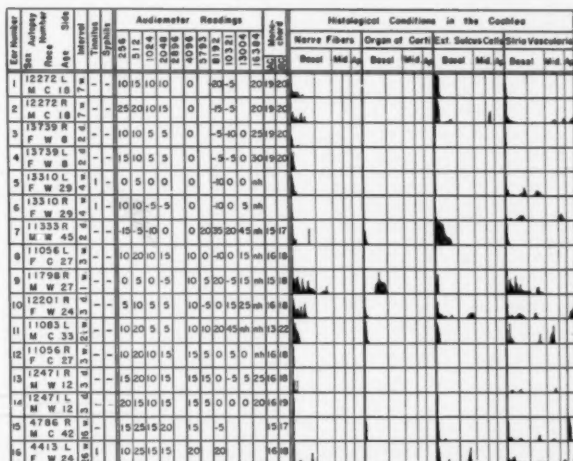 Audiometer Readings
Histological Conditions in the Cochlea
Ear Number
Autopsy Number
Side
Sex
Race
Age
Interval
Tinnitus
Syphilis
256
512
1024
2048
2896
4096
5793
8192
10321
13004
16384
Mono-chord
Nerve Fibers
Organ of Corti
Ext. Sulcus Cells
Stria Vascularis
Basal Mid. Ap.
Basal Mid. Ap.
Basal Mid. Ap.
Basal Mid. Ap.
1 12272 L 10 15 10 10 0 -5 20 19 20
M C 18
2 12272 R 25 20 10 15 0 -15 -5 20 19 20
M C 18
3 13739 R 10 10 5 5 0 -5 -10 0 25 19 20
F W 8
4 13739 L 15 10 5 5 0 -5 -5 0 30 19 20
F W 8
5 13310 L 0 5 0 0 0 -10 0 0 nh
F W 29
6 13310 R 10 10 -5 -5 0 -10 0 5 nh
F W 29
7 11333 R -15 -5 -10 0 0 20 35 20 45 nh 15 17
M W 45
8 11056 L 10 20 10 15 10 0 -10 0 15 nh 16 18
F C 27
9 11798 R 0 5 0 -5 10 5 20 -5 15 nh 15 18
M W 27
10 12201 R 5 10 5 5 10 -5 0 15 25 nh 16 18
F W 24
11 11083 L 10 20 5 5 10 10 20 45 nh nh 13 22
M C 33
12 11056 R 10 20 10 15 15 5 0 5 0 nh 16 18
F C 27
13 12471 R 15 20 10 15 15 15 0 -5 5 25 16 18
M W 12
14 12471 L 20 15 10 15 15 5 0 0 0 20 16 19
M W 12
15 4786 R 15 25 15 20 15 -5 15 17
M C 42
16 4413 L 10 25 15 15 20 20 16 18
F W 26